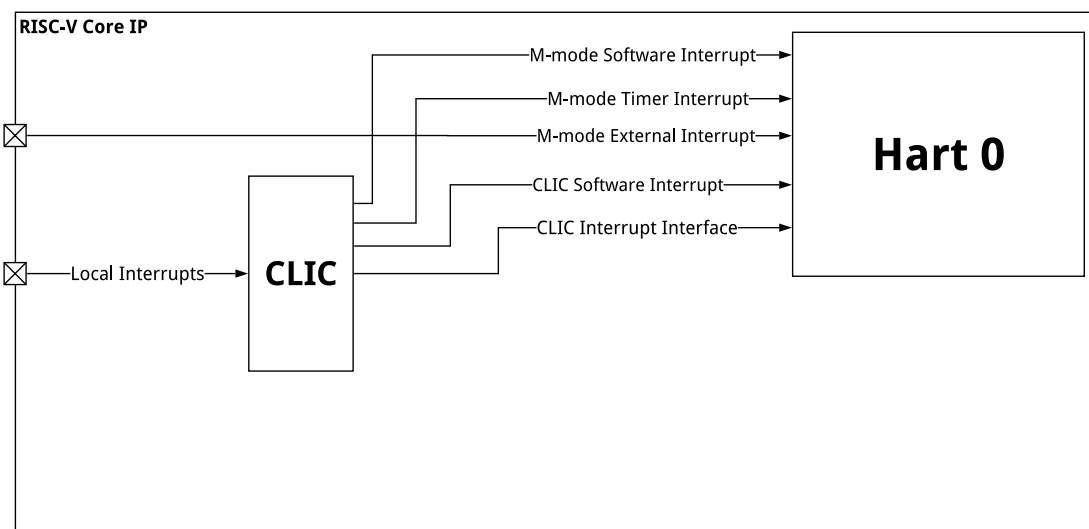 RISC-V Core IP
M-mode Software Interrupt
M-mode Timer Interrupt
M-mode External Interrupt
Hart 0
CLIC Software Interrupt
CLIC Interrupt Interface
Local Interrupts
CLIC